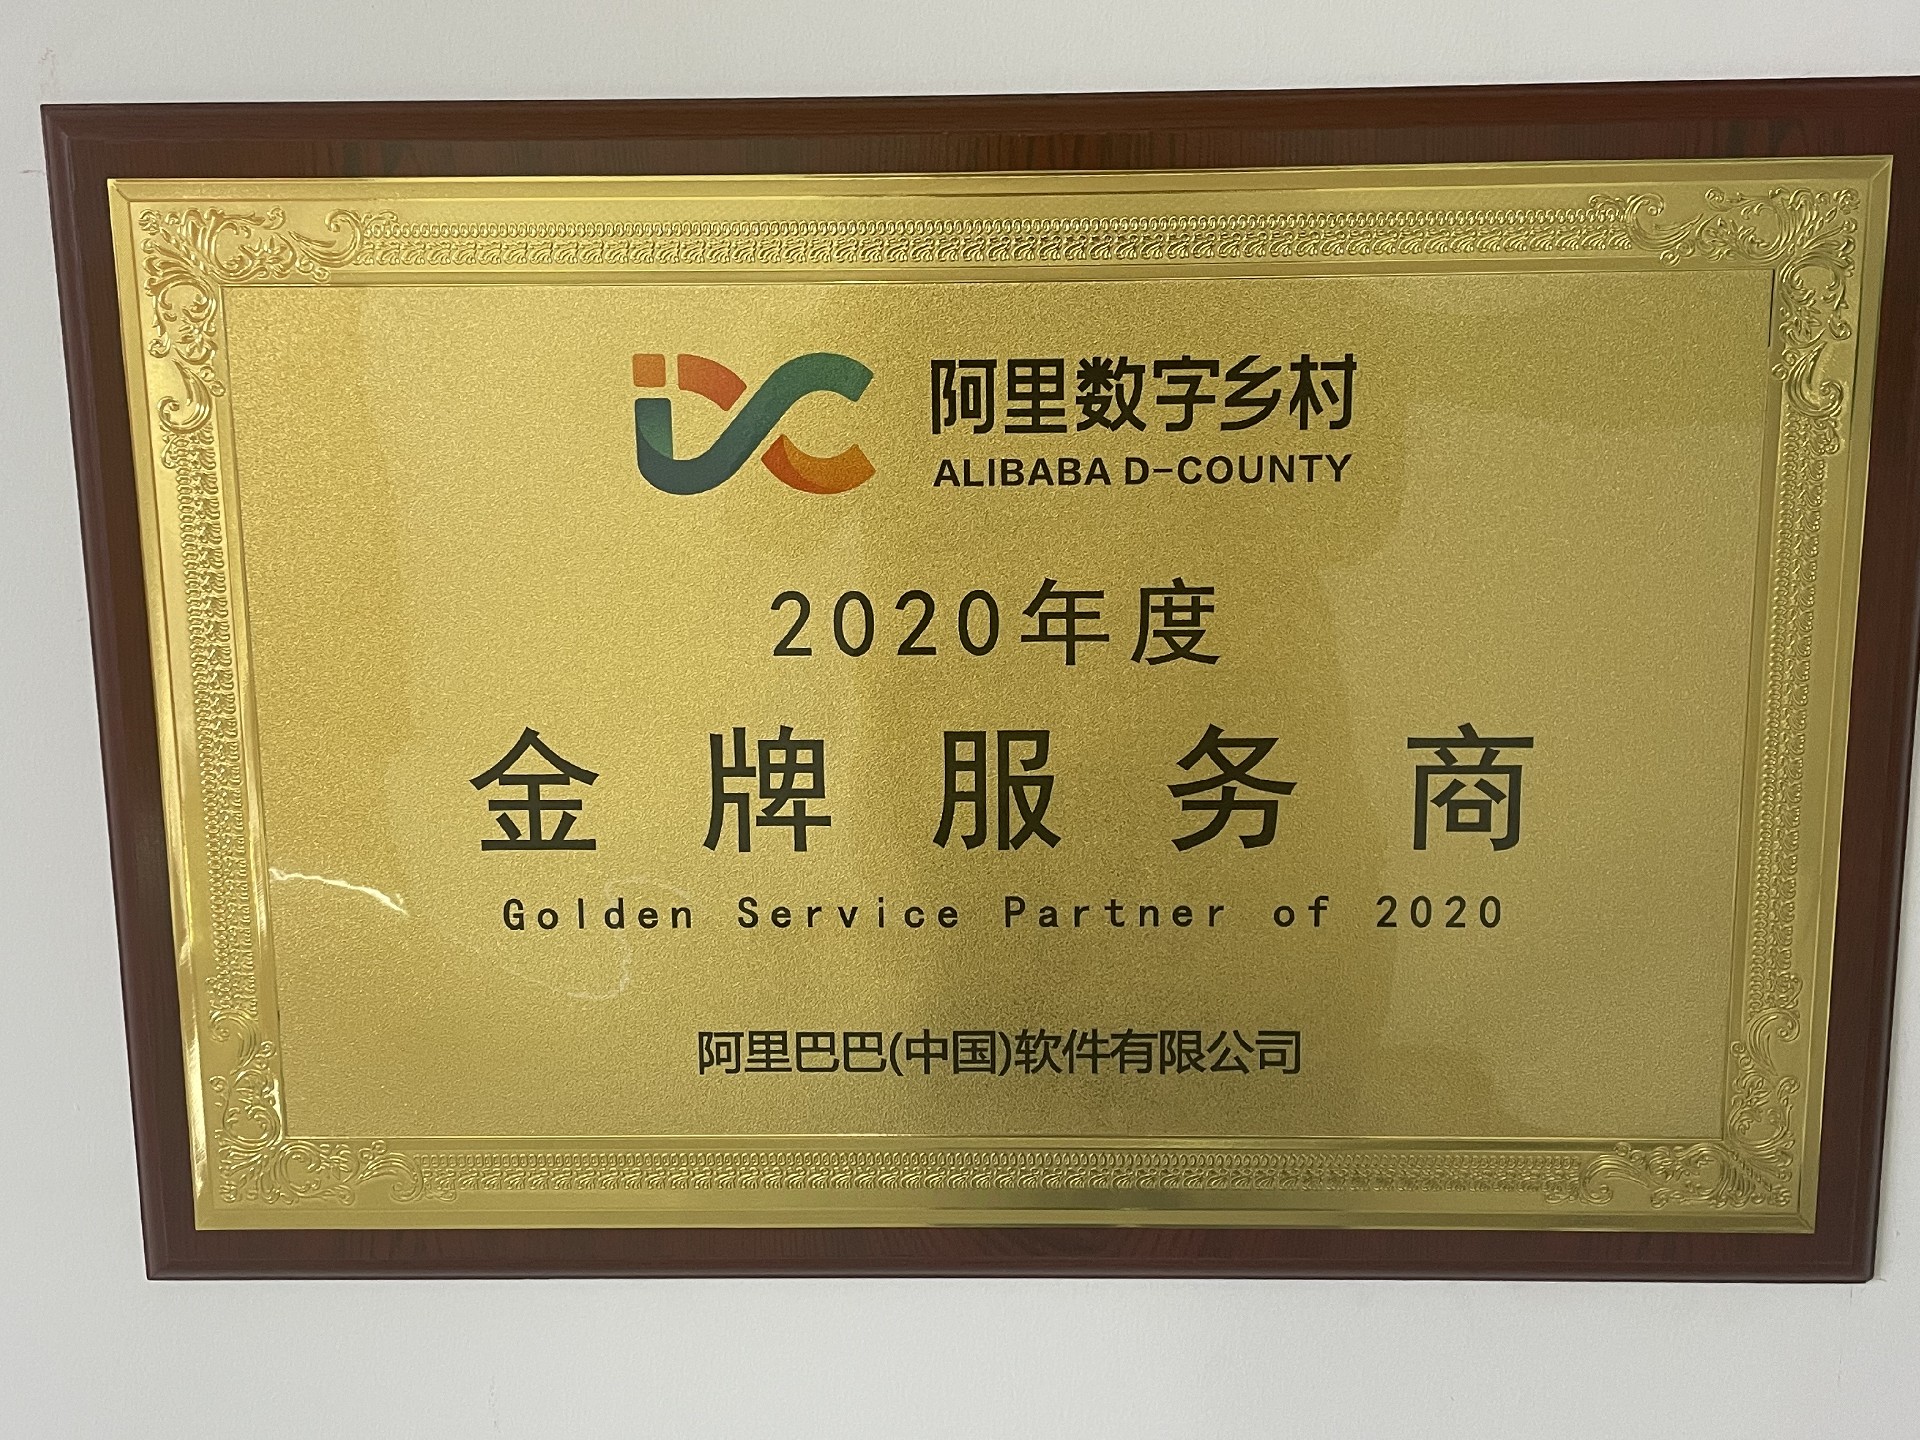 阿里数字乡村
ALIBABA D-COUNTY
2020年度
金牌服务商
Golden Service Partner of 2020
阿里巴巴(中国)软件有限公司